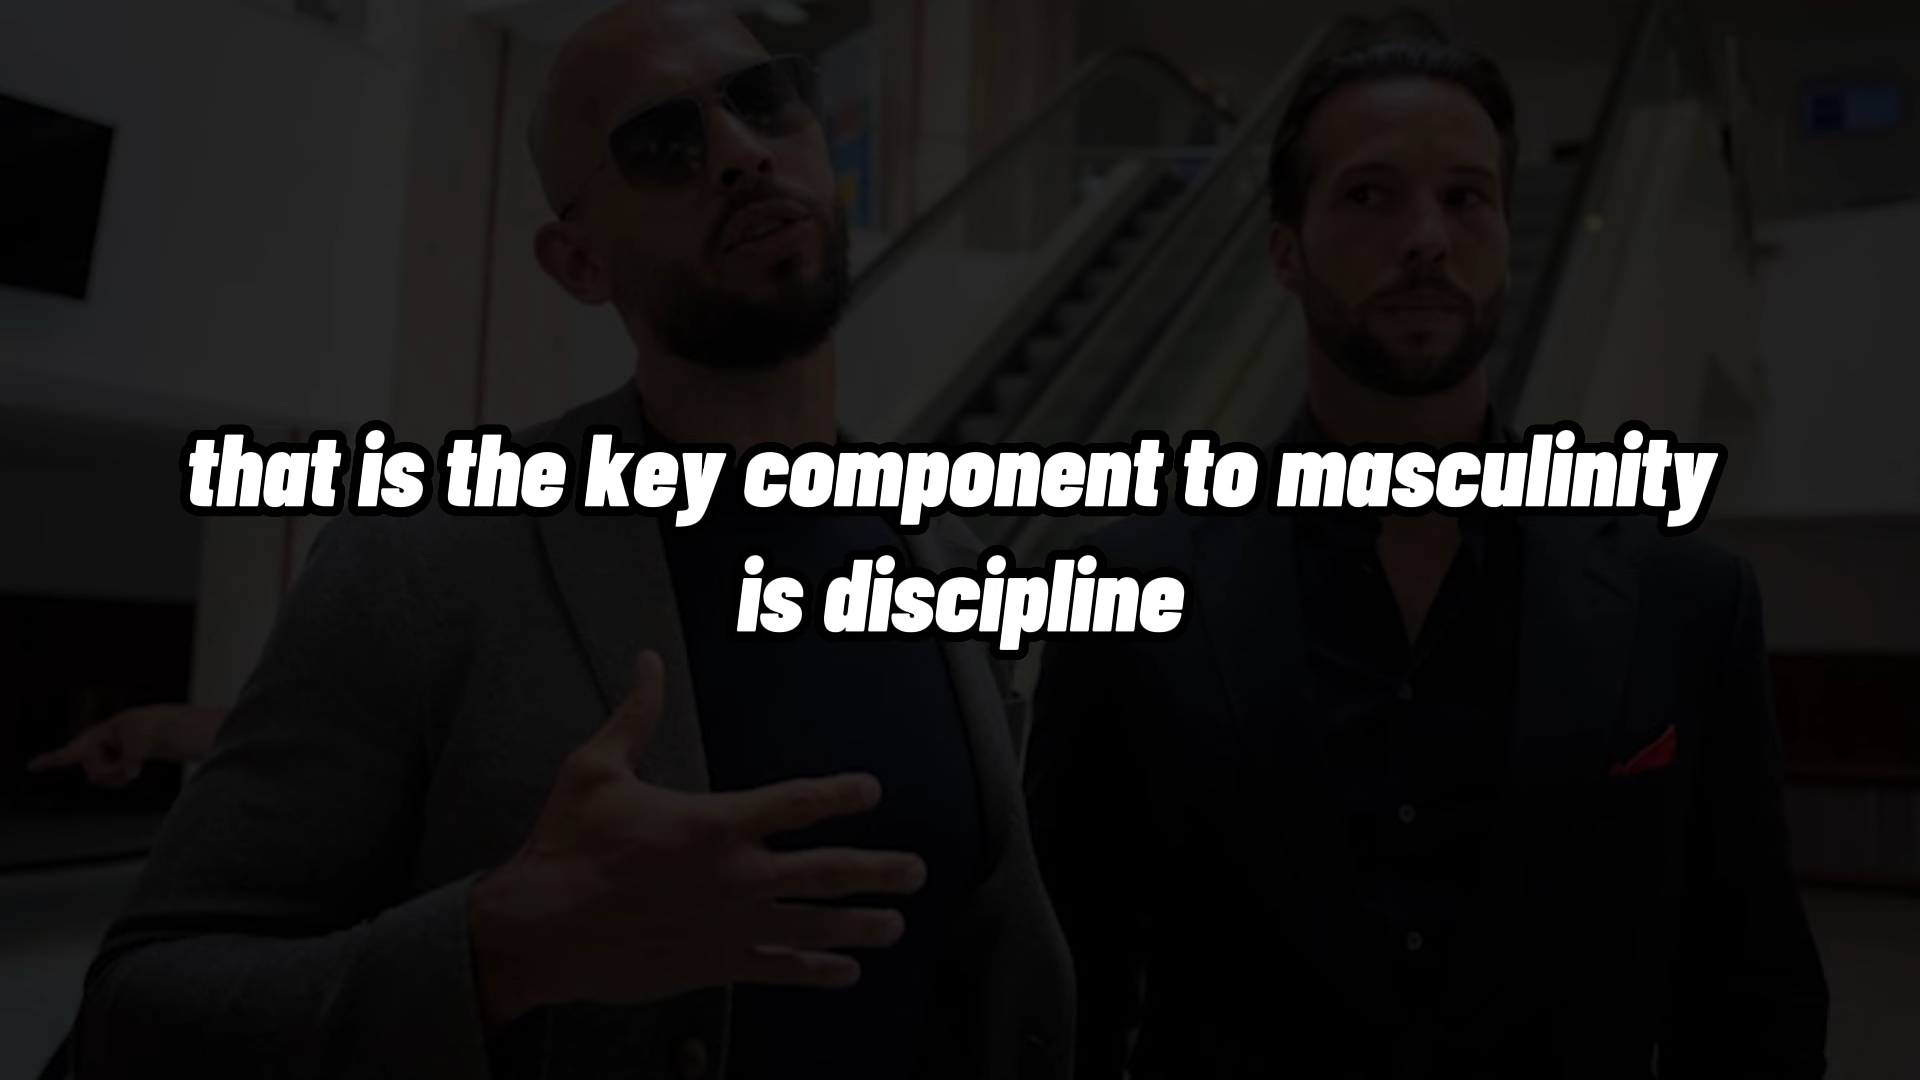 that is the key component to masculinity
is discipline